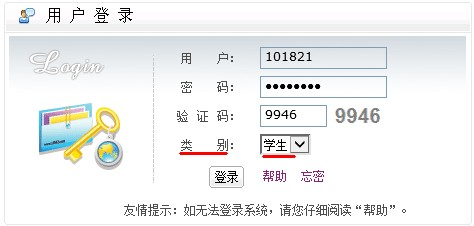 用 户 登 录
Login
用 户: 101821
密 码: ●●●●●●●●
验 证 码: 9946 9946
类 别: 学生
登录 帮助 忘密
友情提示：如无法登录系统，请您仔细阅读“帮助”。